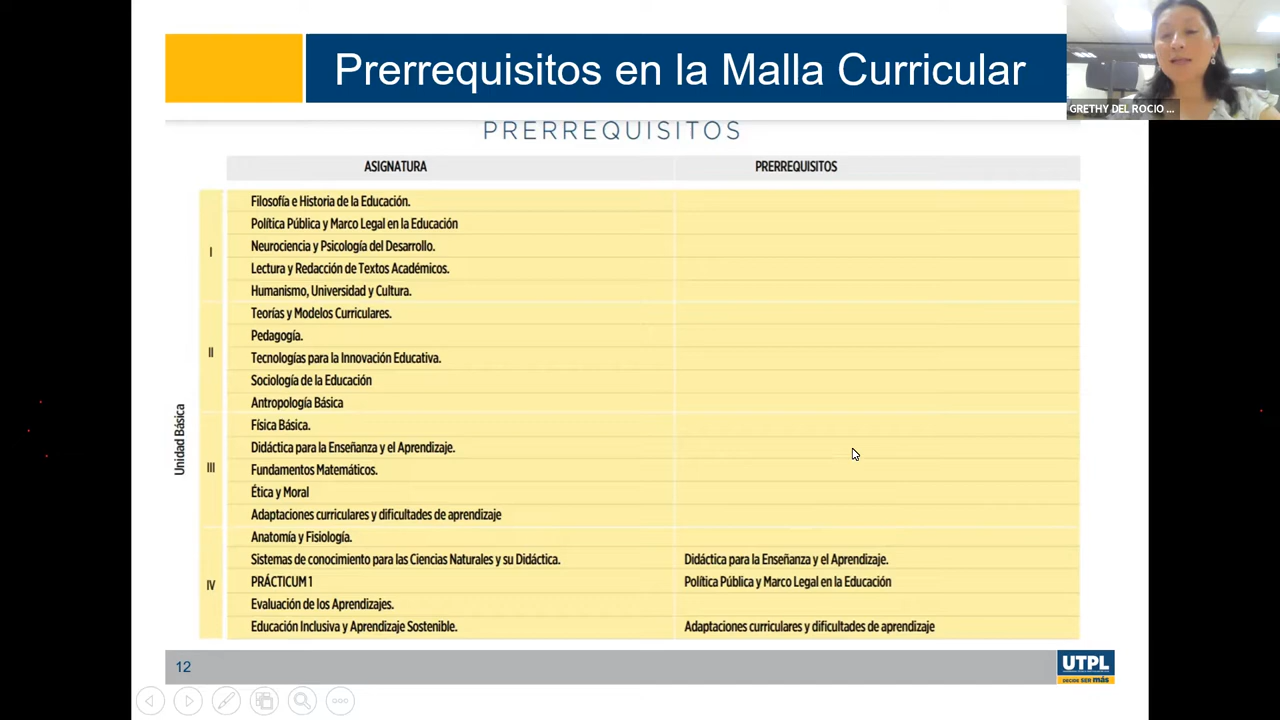 Prerrequisitos en la Malla Curricular
GRETHY DEL ROCIO ...
PRERREQUISITOS
ASIGNATURA PRERREQUISITOS
Unidad Básica
I
Filosofía e Historia de la Educación.
Política Pública y Marco Legal en la Educación
Neurociencia y Psicología del Desarrollo.
Lectura y Redacción de Textos Académicos.
Humanismo, Universidad y Cultura.
II
Teorías y Modelos Curriculares.
Pedagogía.
Tecnologías para la Innovación Educativa.
Sociología de la Educación
Antropología Básica
III
Física Básica.
Didáctica para la Enseñanza y el Aprendizaje.
Fundamentos Matemáticos.
Ética y Moral
Adaptaciones curriculares y dificultades de aprendizaje
IV
Anatomía y Fisiología.
Sistemas de conocimiento para las Ciencias Naturales y su Didáctica. Didáctica para la Enseñanza y el Aprendizaje.
PRÁCTICUM 1 Política Pública y Marco Legal en la Educación
Evaluación de los Aprendizajes.
Educación Inclusiva y Aprendizaje Sostenible. Adaptaciones curriculares y dificultades de aprendizaje
12
UTPL
DECIDE SER más